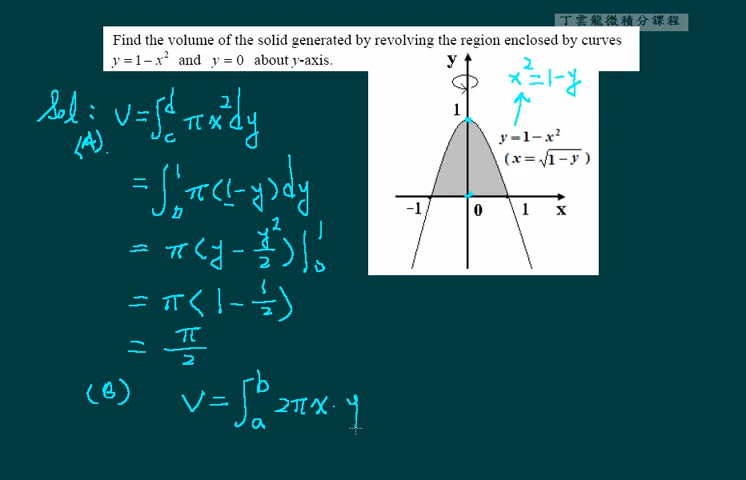 丁雲龍微積分課程
Find the volume of the solid generated by revolving the region enclosed by curves
y = 1 − x² and y = 0 about y-axis.
Sol : V = ∫_c^d π x² dy
(A).
= ∫_0^1 π (1 − y) dy
= π (y − y²/2) |_0^1
= π (1 − 1/2)
= π/2
(B) V = ∫_a^b 2πx · y
y
x² = 1 − y
1
y = 1 − x²
(x = √(1 − y))
-1 0 1 x